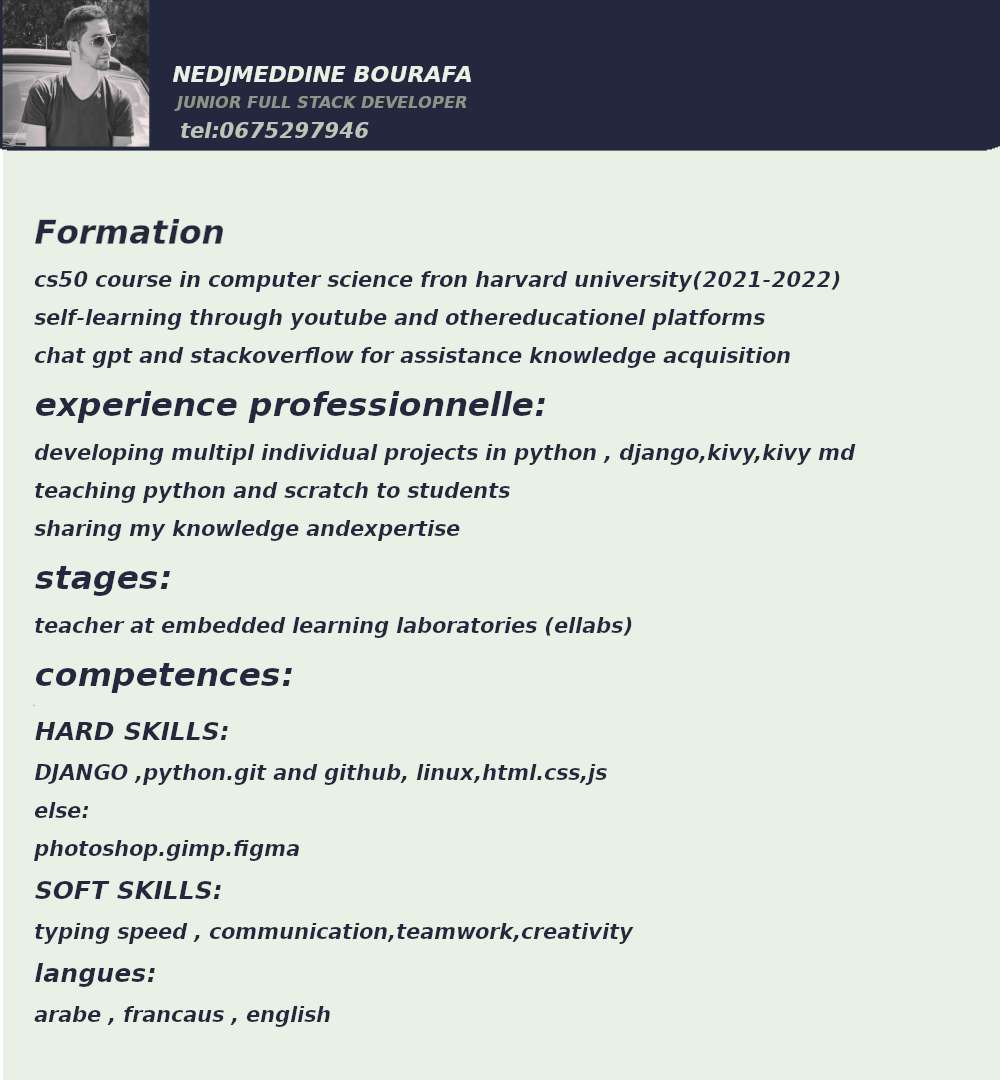 NEDJMEDDINE BOURAFA
JUNIOR FULL STACK DEVELOPER
tel:0675297946
Formation
cs50 course in computer science fron harvard university(2021-2022)
self-learning through youtube and othereducationel platforms
chat gpt and stackoverflow for assistance knowledge acquisition
experience professionnelle:
developing multipl individual projects in python , django,kivy,kivy md
teaching python and scratch to students
sharing my knowledge andexpertise
stages:
teacher at embedded learning laboratories (ellabs)
competences:
HARD SKILLS:
DJANGO ,python.git and github, linux,html.css,js
else:
photoshop.gimp.figma
SOFT SKILLS:
typing speed , communication,teamwork,creativity
langues:
arabe , francaus , english